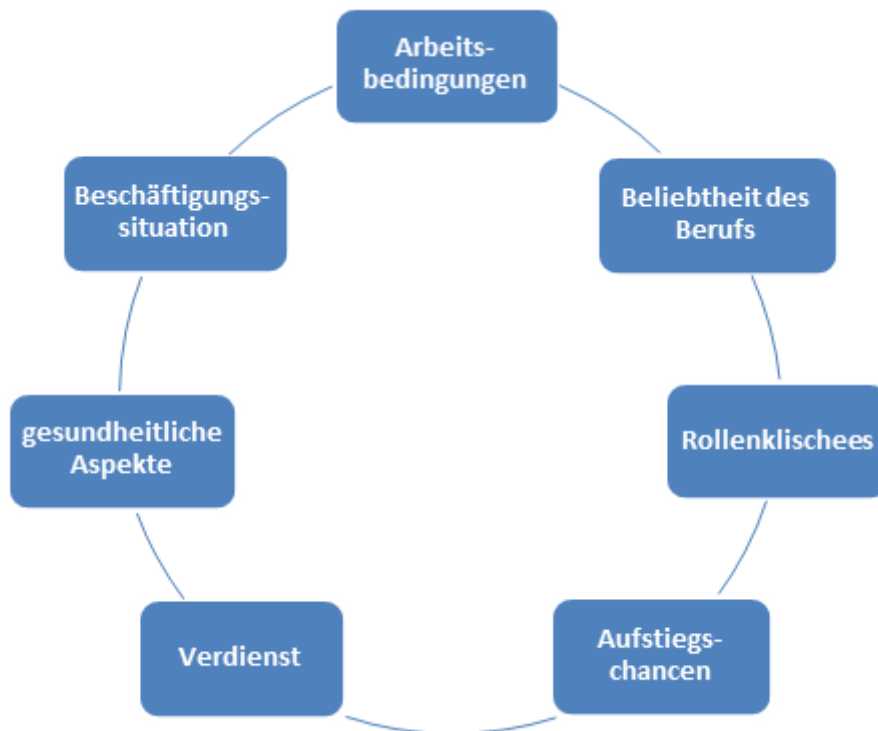 Arbeits-
bedingungen
Beliebtheit des
Berufs
Rollenklischees
Aufstiegs-
chancen
Verdienst
gesundheitliche
Aspekte
Beschäftigungs-
situation